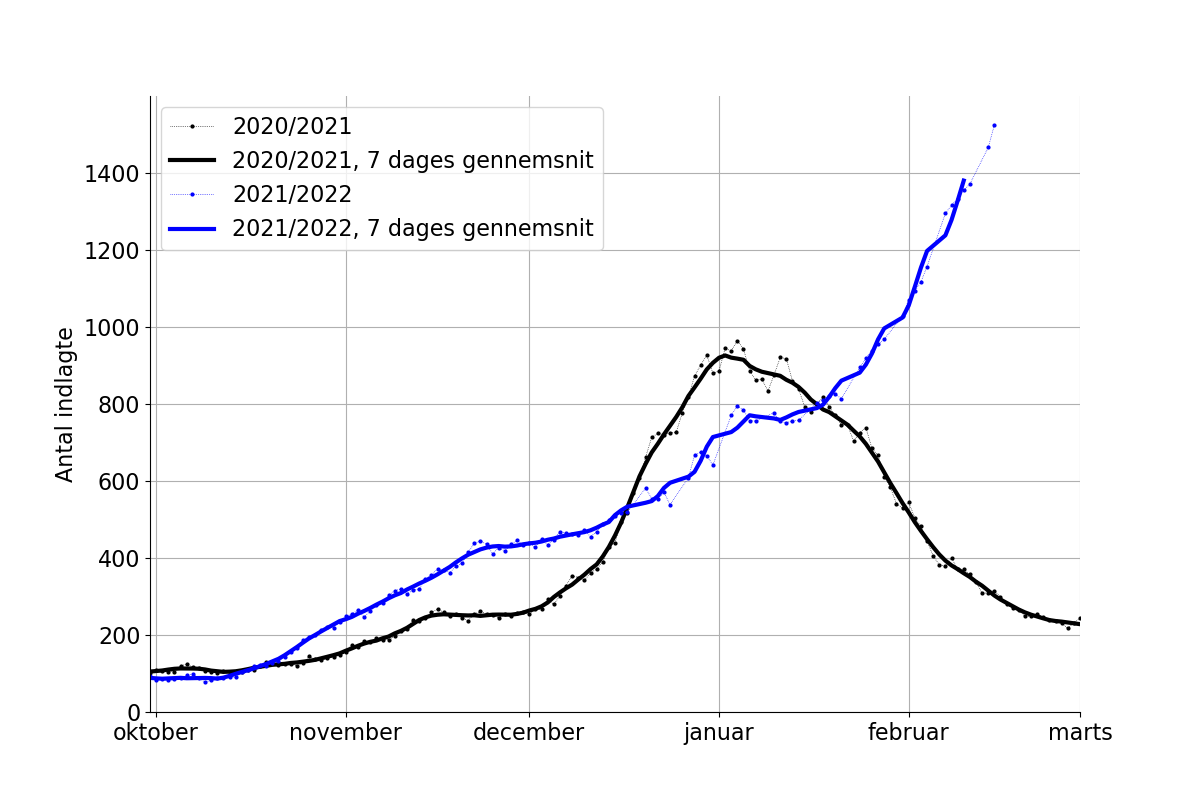 2020/2021
2020/2021, 7 dages gennemsnit
2021/2022
2021/2022, 7 dages gennemsnit
Antal indlagte
1400
1200
1000
800
600
400
200
0
oktober november december januar februar marts